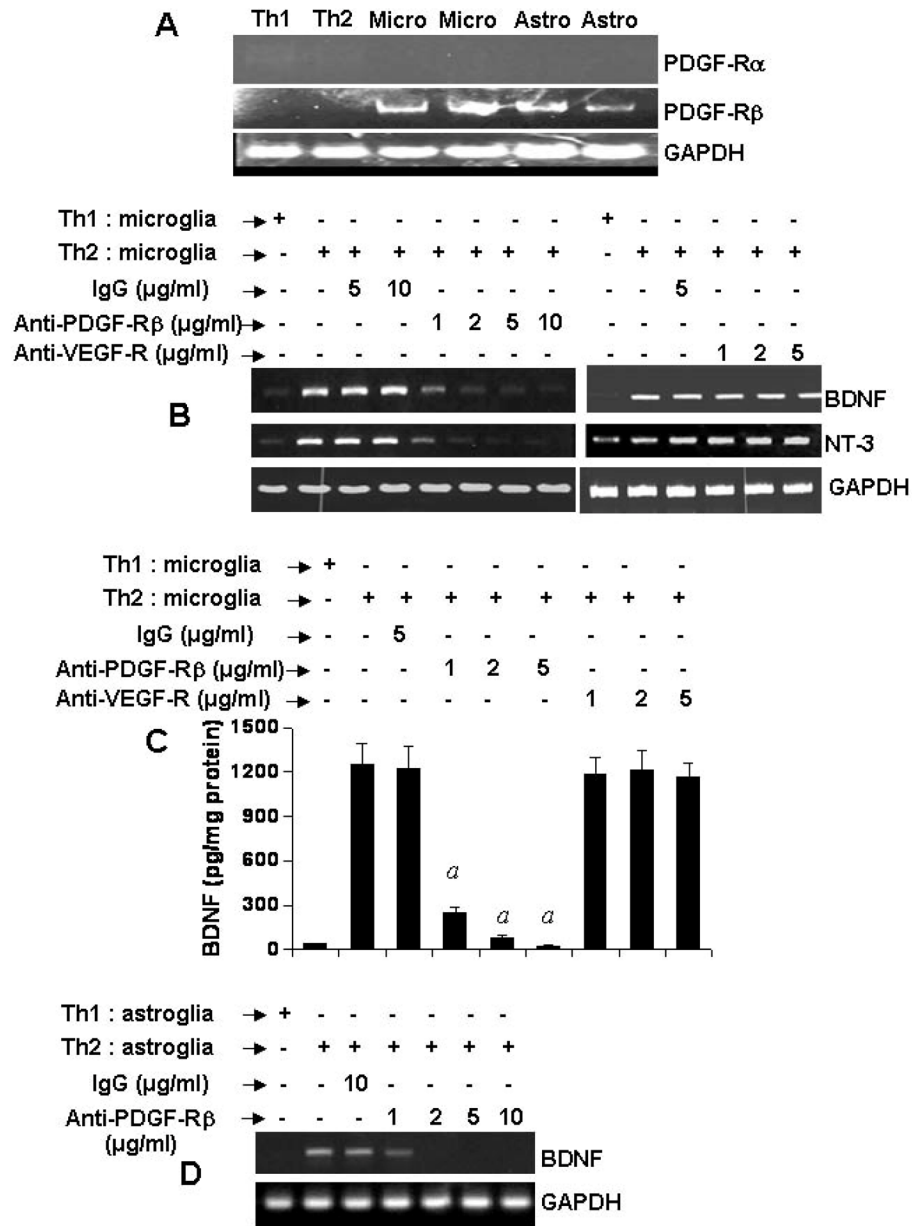 A
Th1 Th2 Micro Micro Astro Astro
PDGF-Rα
PDGF-Rβ
GAPDH
Th1 : microglia → + - - - - - - - + - - - - -
Th2 : microglia → - + + + + + + + - + + + + +
IgG (µg/ml) → - - 5 10 - - - - - - 5 - - -
Anti-PDGF-Rβ (µg/ml) → - - - - 1 2 5 10 - - - - - -
Anti-VEGF-R (µg/ml) → - - - - - - - - - - - 1 2 5
B
BDNF
NT-3
GAPDH
Th1 : microglia → + - - - - - - - -
Th2 : microglia → - + + + + + + + +
IgG (µg/ml) → - - 5 - - - - - -
Anti-PDGF-Rβ (µg/ml) → - - - 1 2 5 - - -
Anti-VEGF-R (µg/ml) → - - - - - - 1 2 5
C
BDNF (pg/mg protein)
1500
1200
900
600
300
0
a a a
Th1 : astroglia → + - - - - - -
Th2 : astroglia → - + + + + + +
IgG (µg/ml) → - - 10 - - - -
Anti-PDGF-Rβ → - - - 1 2 5 10
(µg/ml)
D
BDNF
GAPDH